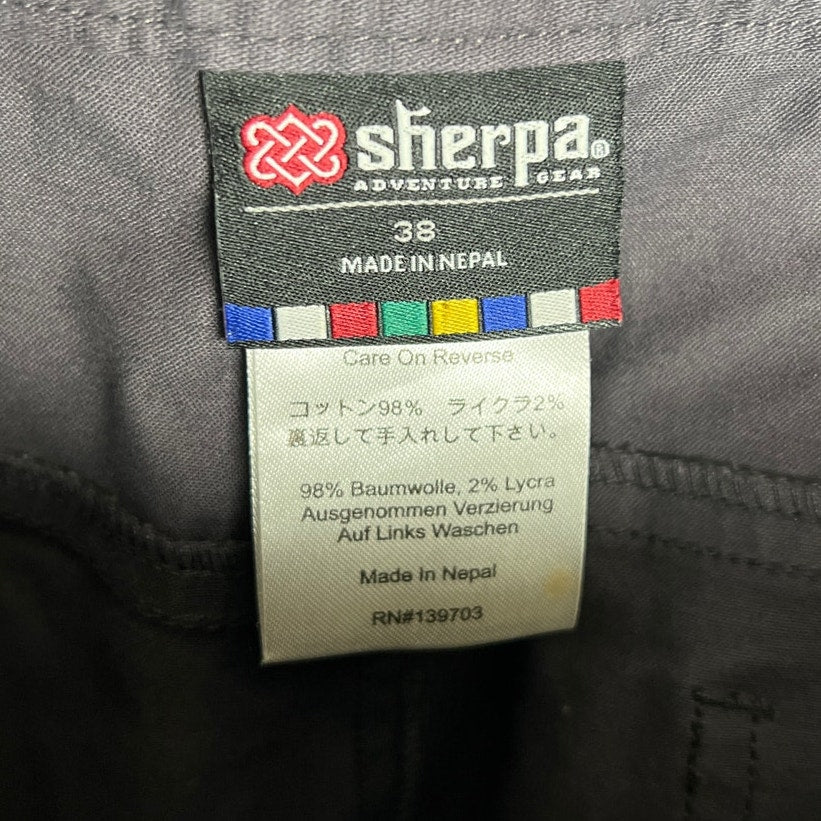 sherpa®
ADVENTURE GEAR
38
MADE IN NEPAL
Care On Reverse
コットン98%　ライクラ2%
裏返して手入れして下さい。
98% Baumwolle, 2% Lycra
Ausgenommen Verzierung
Auf Links Waschen
Made In Nepal
RN#139703